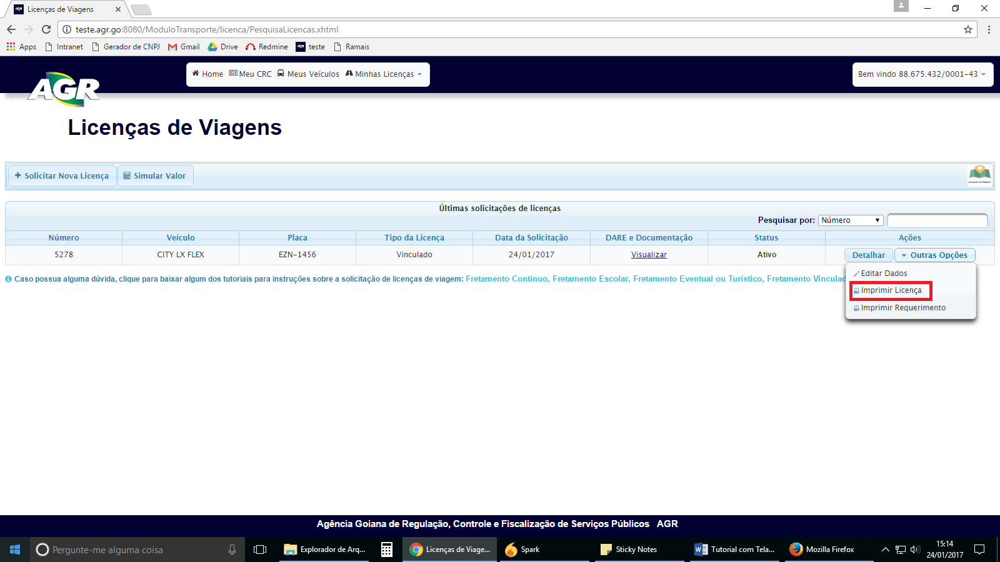 Licenças de Viagens
teste.agr.go:8080/ModuloTransporte/licenca/PesquisaLicencas.xhtml
Apps Intranet Gerador de CNPJ Gmail Drive Redmine teste Ramais
AGR
Home Meu CRC Meus Veículos Minhas Licenças
Bem vindo 88.675.432/0001-43
Licenças de Viagens
Solicitar Nova Licença Simular Valor
Últimas solicitações de licenças
Pesquisar por: Número
Número Veículo Placa Tipo da Licença Data da Solicitação DARE e Documentação Status Ações
5278 CITY LX FLEX EZN-1456 Vinculado 24/01/2017 Visualizar Ativo Detalhar Outras Opções
Editar Dados
Imprimir Licença
Imprimir Requerimento
Caso possua alguma dúvida, clique para baixar algum dos tutoriais para instruções sobre a solicitação de licenças de viagem: Fretamento Contínuo, Fretamento Escolar, Fretamento Eventual ou Turístico, Fretamento Vinculad
Agência Goiana de Regulação, Controle e Fiscalização de Serviços Públicos AGR
Pergunte-me alguma coisa
Explorador de Arq... Licenças de Viage... Spark Sticky Notes Tutorial com Tela... Mozilla Firefox
15:14
24/01/2017